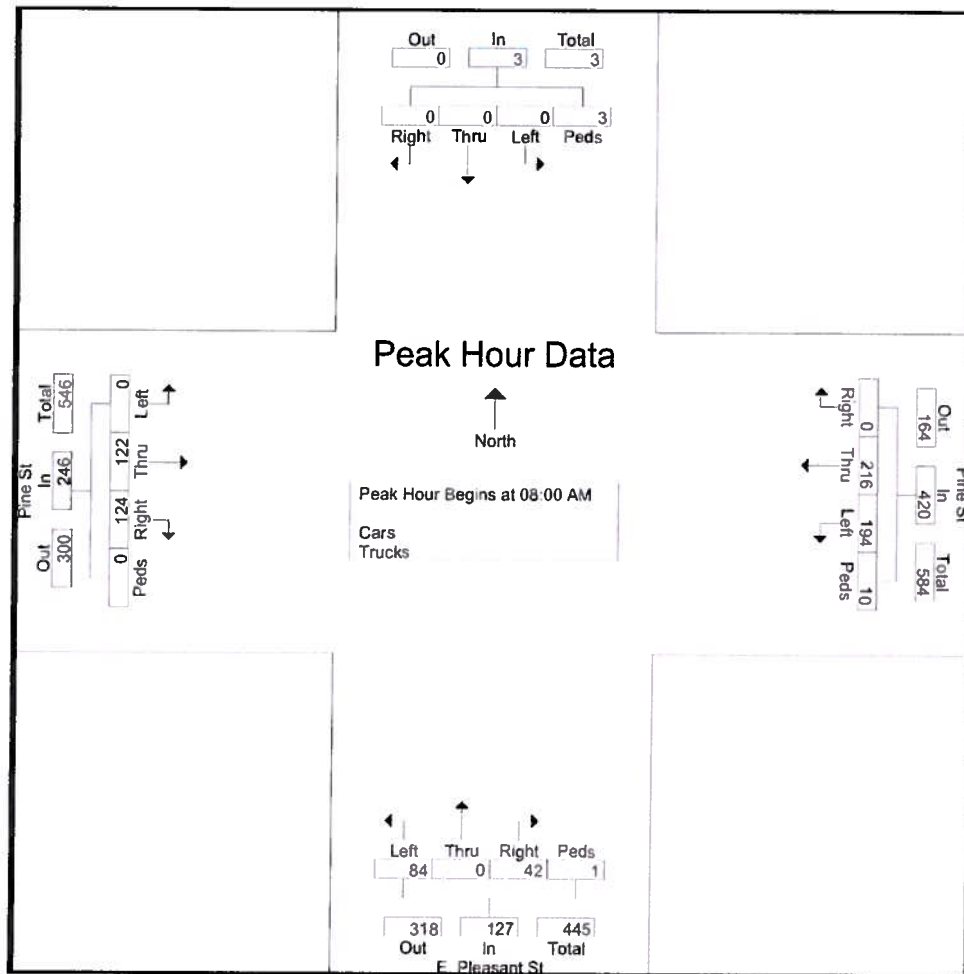 Out In Total
0 3 3
0 0 0 3
Right Thru Left Peds
Peak Hour Data
North
Peak Hour Begins at 08:00 AM
Cars
Trucks
Pine St
Out In Total
300 246 546
0 124 122 0
Peds Right Thru Left
Pine St
Out In Total
164 420 584
0 216 194 10
Right Thru Left Peds
Left Thru Right Peds
84 0 42 1
318 127 445
Out In Total
E. Pleasant St